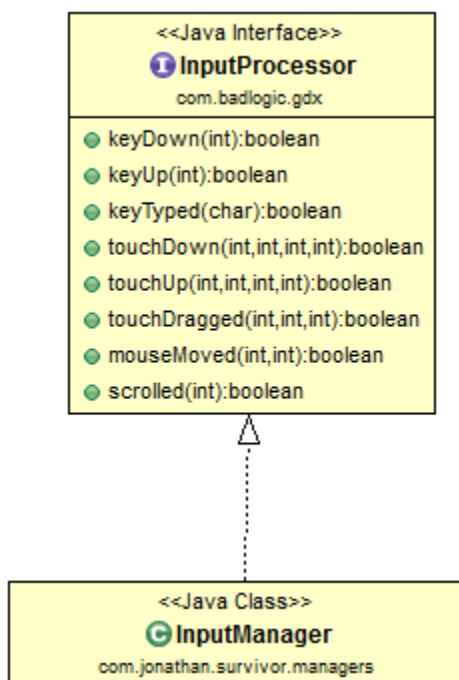 <<Java Interface>>
InputProcessor
com.badlogic.gdx
keyDown(int):boolean
keyUp(int):boolean
keyTyped(char):boolean
touchDown(int,int,int,int):boolean
touchUp(int,int,int,int):boolean
touchDragged(int,int,int):boolean
mouseMoved(int,int):boolean
scrolled(int):boolean
<<Java Class>>
InputManager
com.jonathan.survivor.managers